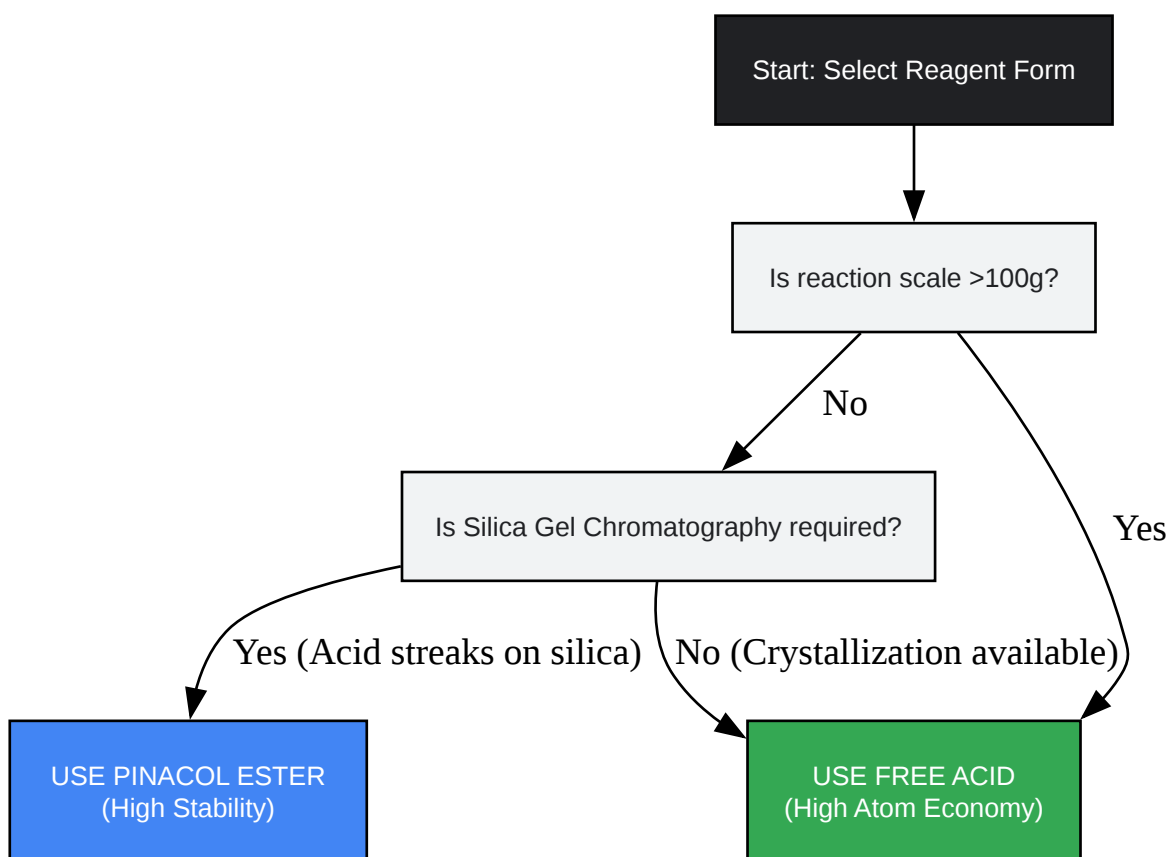 Start: Select Reagent Form
Is reaction scale >100g?
No
Yes
Is Silica Gel Chromatography required?
Yes (Acid streaks on silica)
No (Crystallization available)
USE PINACOL ESTER
(High Stability)
USE FREE ACID
(High Atom Economy)